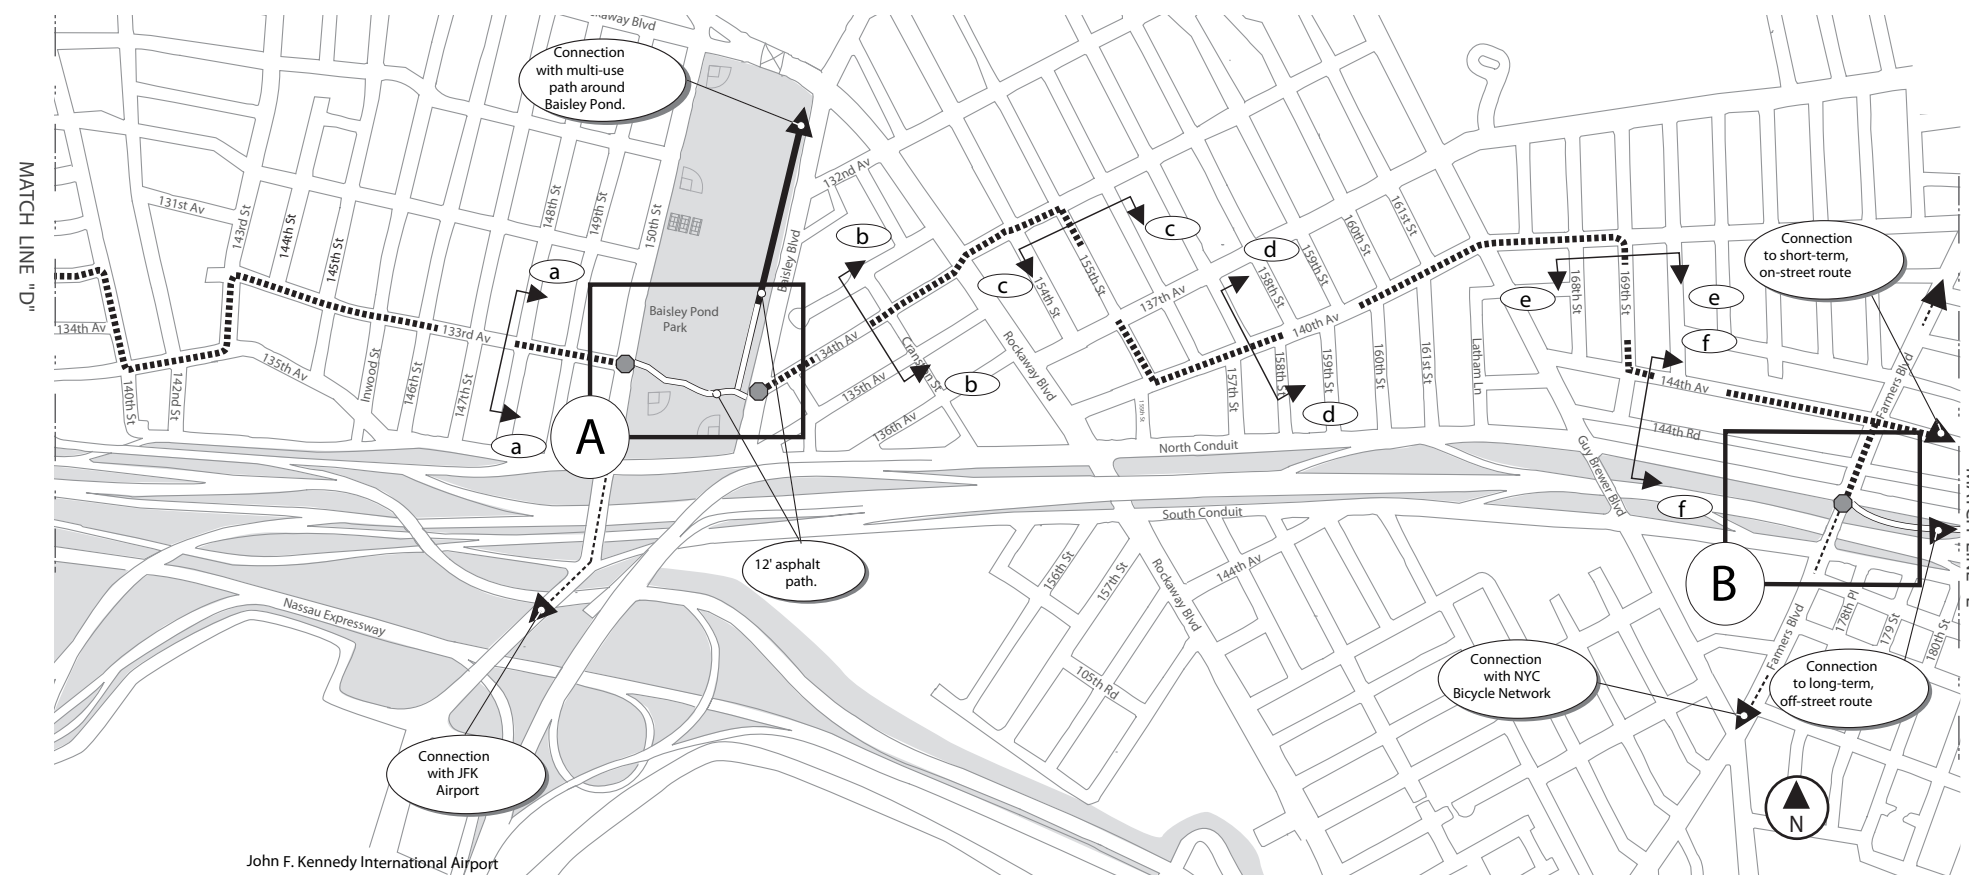 Connection
with multi-use
path around
Baisley Pond.
MATCH LINE "D"
131st Av
143rd St
144th St
145th St
148th St
149th St
150th St
132nd Av
Baisley Blvd
Baisley Pond
Park
134th Av
133rd Av
135th Av
140th St
142nd St
Inwood St
146th St
147th St
a
a
A
b
b
134th Av
135th Av
136th Av
Cranston St
Rockaway Blvd
c
c
154th St
155th St
137th Av
d
d
158th St
159th St
160th St
161st St
140th Av
157th St
158th St
159th St
160th St
161st St
Latham Ln
North Conduit
South Conduit
e
e
168th St
169th St
f
f
144th Av
144th Rd
Guy Brewer Blvd
Farmers Blvd
Connection
to short-term,
on-street route
B
178th Pl
179 St
180th St
Farmers Blvd
Connection
to long-term,
off-street route
Connection
with NYC
Bicycle Network
12' asphalt
path.
156th St
157th St
Rockaway Blvd
144th Av
105th Rd
Nassau Expressway
Connection
with JFK
Airport
John F. Kennedy International Airport
N